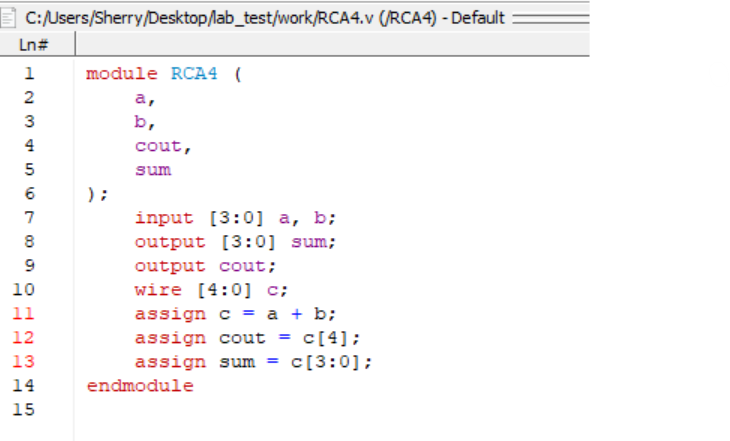 C:/Users/Sherry/Desktop/lab_test/work/RCA4.v (/RCA4) - Default
Ln#
1 module RCA4 (
2 a,
3 b,
4 cout,
5 sum
6 );
7 input [3:0] a, b;
8 output [3:0] sum;
9 output cout;
10 wire [4:0] c;
11 assign c = a + b;
12 assign cout = c[4];
13 assign sum = c[3:0];
14 endmodule
15